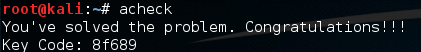 root@kali:~# acheck
You've solved the problem. Congratulations!!!
Key Code: 8f689